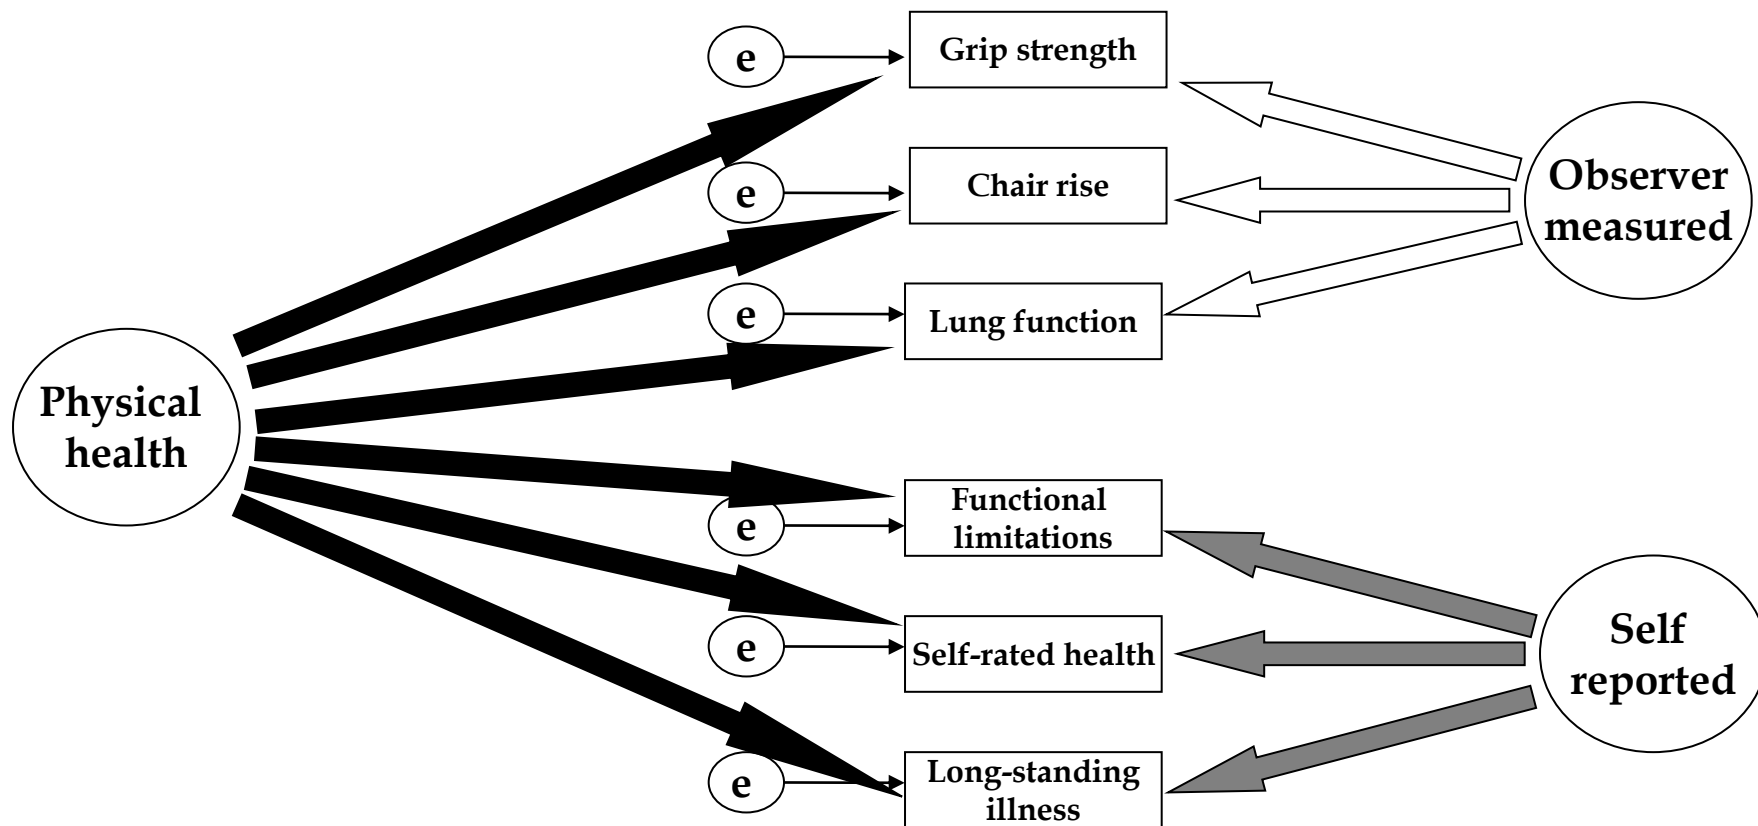 e
Grip strength
e
Chair rise
Observer
measured
e
Lung function
Physical
health
e
Functional
limitations
e
Self-rated health
Self
reported
e
Long-standing
illness